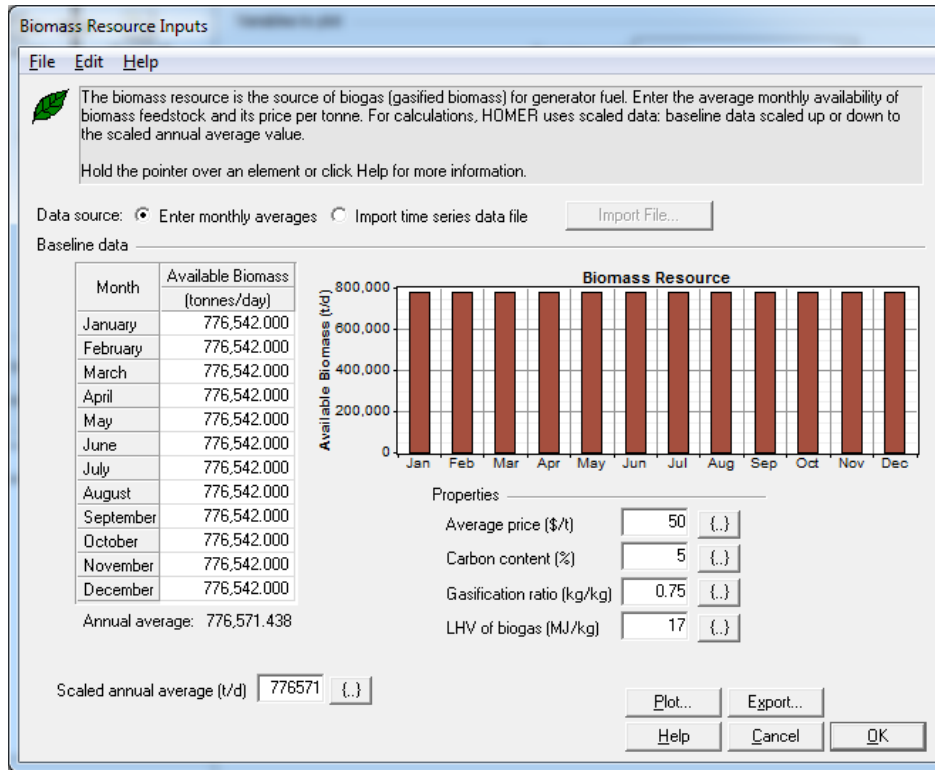 Biomass Resource Inputs
File Edit Help
The biomass resource is the source of biogas (gasified biomass) for generator fuel. Enter the average monthly availability of
biomass feedstock and its price per tonne. For calculations, HOMER uses scaled data: baseline data scaled up or down to
the scaled annual average value.
Hold the pointer over an element or click Help for more information.
Data source: Enter monthly averages Import time series data file Import File...
Baseline data
Month Available Biomass
(tonnes/day)
January 776,542.000
February 776,542.000
March 776,542.000
April 776,542.000
May 776,542.000
June 776,542.000
July 776,542.000
August 776,542.000
September 776,542.000
October 776,542.000
November 776,542.000
December 776,542.000
Annual average: 776,571.438
Biomass Resource
Available Biomass (t/d)
800,000
600,000
400,000
200,000
0
Jan Feb Mar Apr May Jun Jul Aug Sep Oct Nov Dec
Properties
Average price ($/t) 50 {..}
Carbon content (%) 5 {..}
Gasification ratio (kg/kg) 0.75 {..}
LHV of biogas (MJ/kg) 17 {..}
Scaled annual average (t/d) 776571 {..}
Plot... Export...
Help Cancel OK